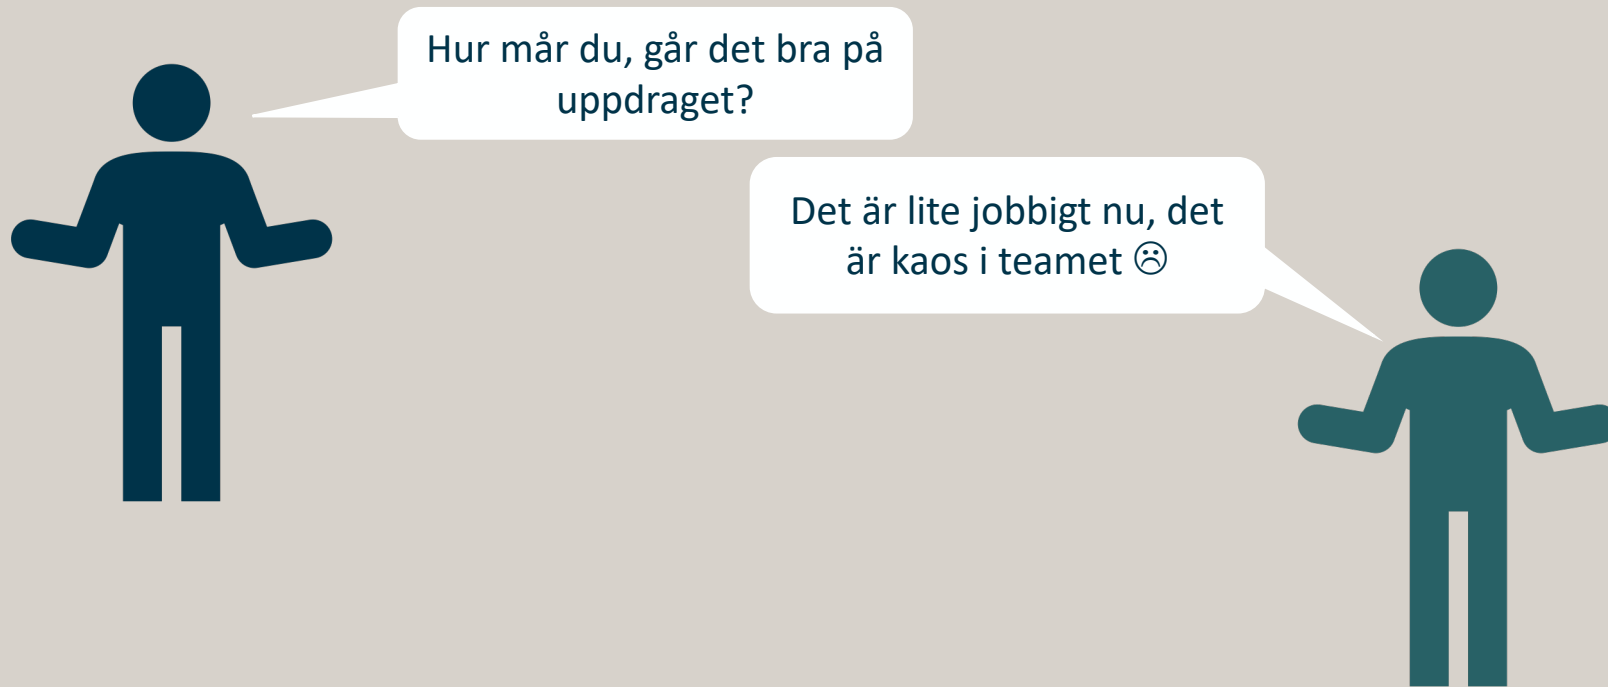 Hur mår du, går det bra på
uppdraget?
Det är lite jobbigt nu, det
är kaos i teamet ☹